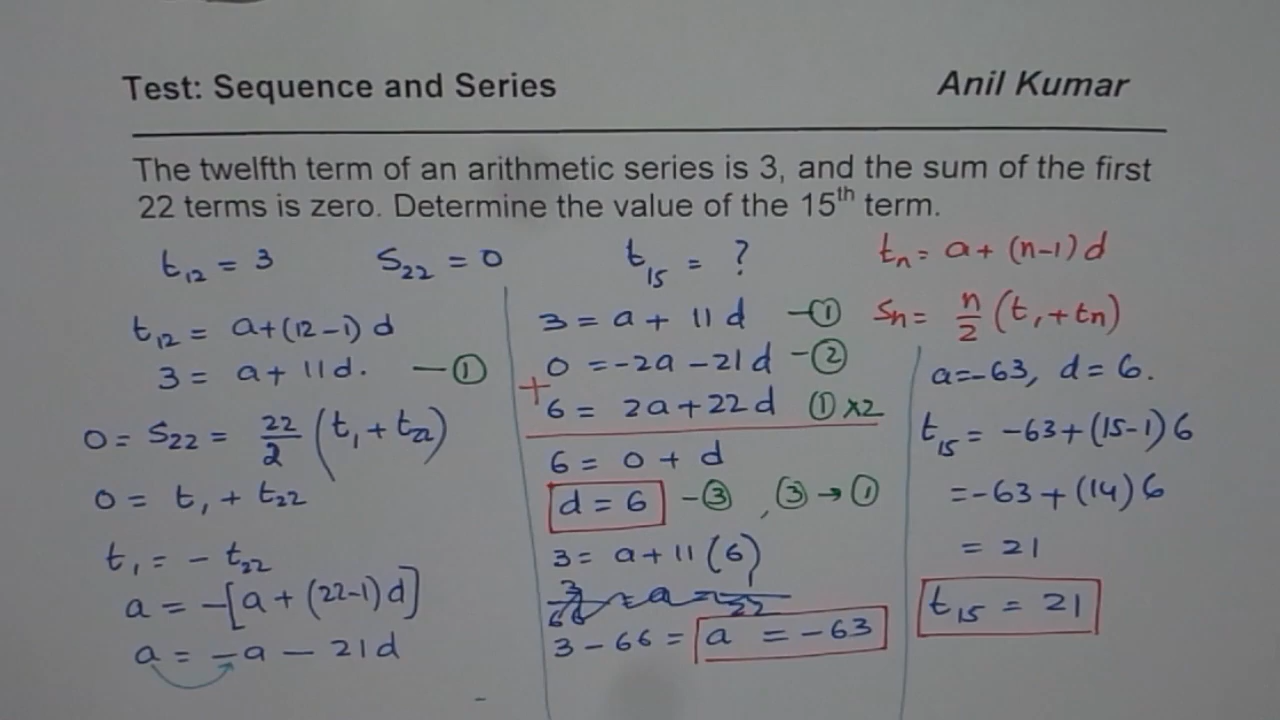 Test: Sequence and Series
Anil Kumar
The twelfth term of an arithmetic series is 3, and the sum of the first
22 terms is zero. Determine the value of the 15th term.
t₁₂ = 3 S₂₂ = 0 t₁₅ = ?
t₁₂ = a+(12-1) d
3 = a + 11d. —①
0 = S₂₂ = 22/2 (t₁ + t₂₂)
0 = t₁ + t₂₂
t₁ = - t₂₂
a = -[a + (22-1) d]
a = -a - 21d
3 = a + 11 d —①
0 = -2a - 21d —②
+ 6 = 2a + 22d ① ×2
6 = 0 + d
d = 6 —③ , ③ → ①
3 = a + 11 (6)
3/66 = a = 1/22
3 - 66 = a = -63
tn = a + (n-1) d
Sn = n/2 (t₁ + tn)
a = -63, d = 6.
t₁₅ = -63 + (15-1) 6
= -63 + (14) 6
= 21
t₁₅ = 21